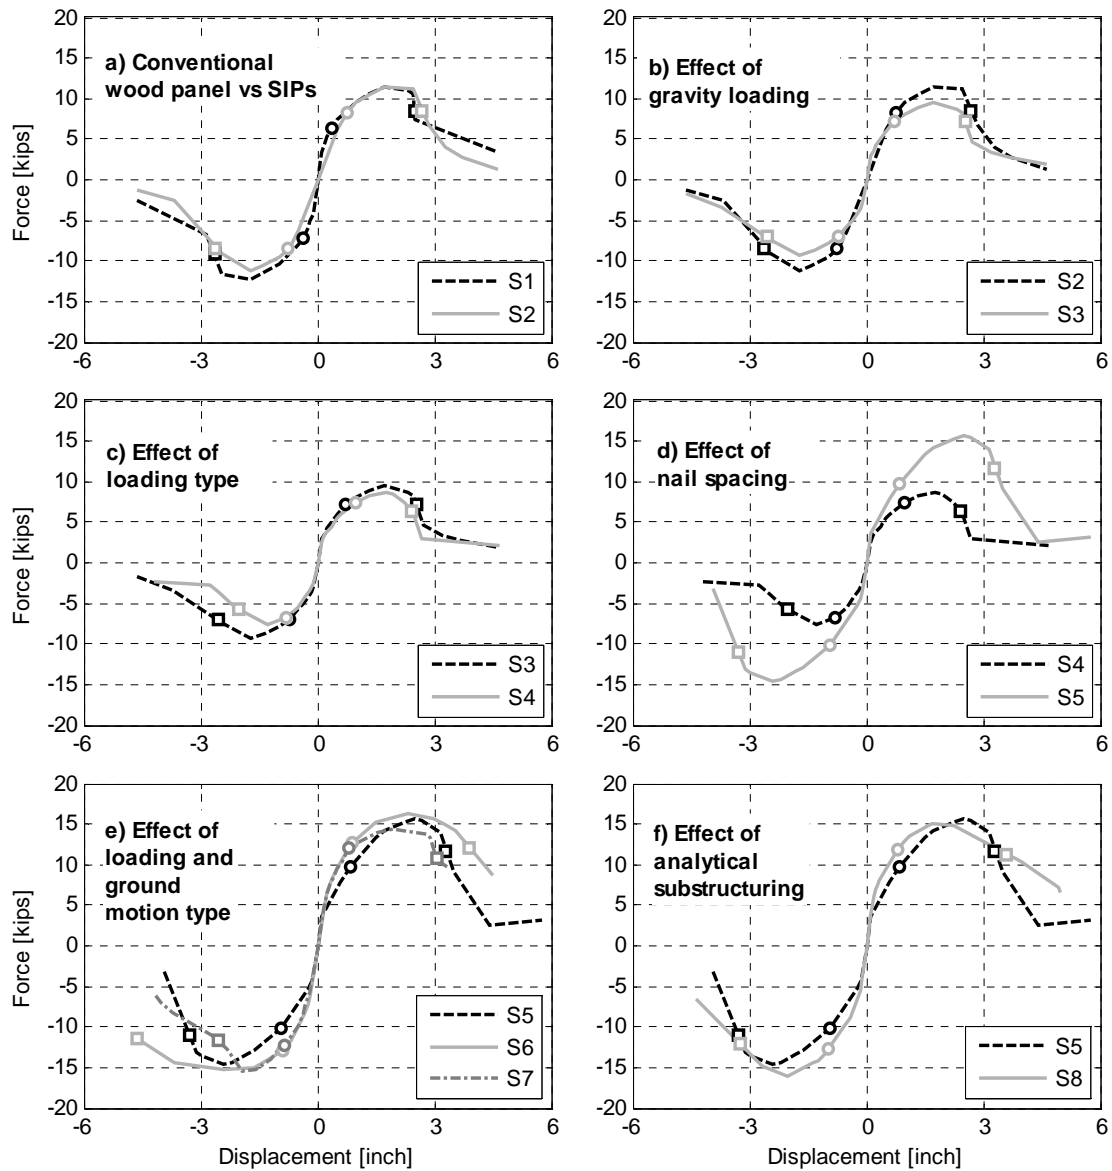 20
15
10
5
0
-5
-10
-15
-20
Force [kips]
a) Conventional
wood panel vs SIPs
S1
S2
-6
-3
0
3
6
20
15
10
5
0
-5
-10
-15
-20
b) Effect of
gravity loading
S2
S3
-6
-3
0
3
6
20
15
10
5
0
-5
-10
-15
-20
Force [kips]
c) Effect of
loading type
S3
S4
-6
-3
0
3
6
20
15
10
5
0
-5
-10
-15
-20
d) Effect of
nail spacing
S4
S5
-6
-3
0
3
6
20
15
10
5
0
-5
-10
-15
-20
Force [kips]
e) Effect of
loading and
ground
motion type
S5
S6
S7
-6
-3
0
3
6
Displacement [inch]
20
15
10
5
0
-5
-10
-15
-20
f) Effect of
analytical
substructuring
S5
S8
-6
-3
0
3
6
Displacement [inch]